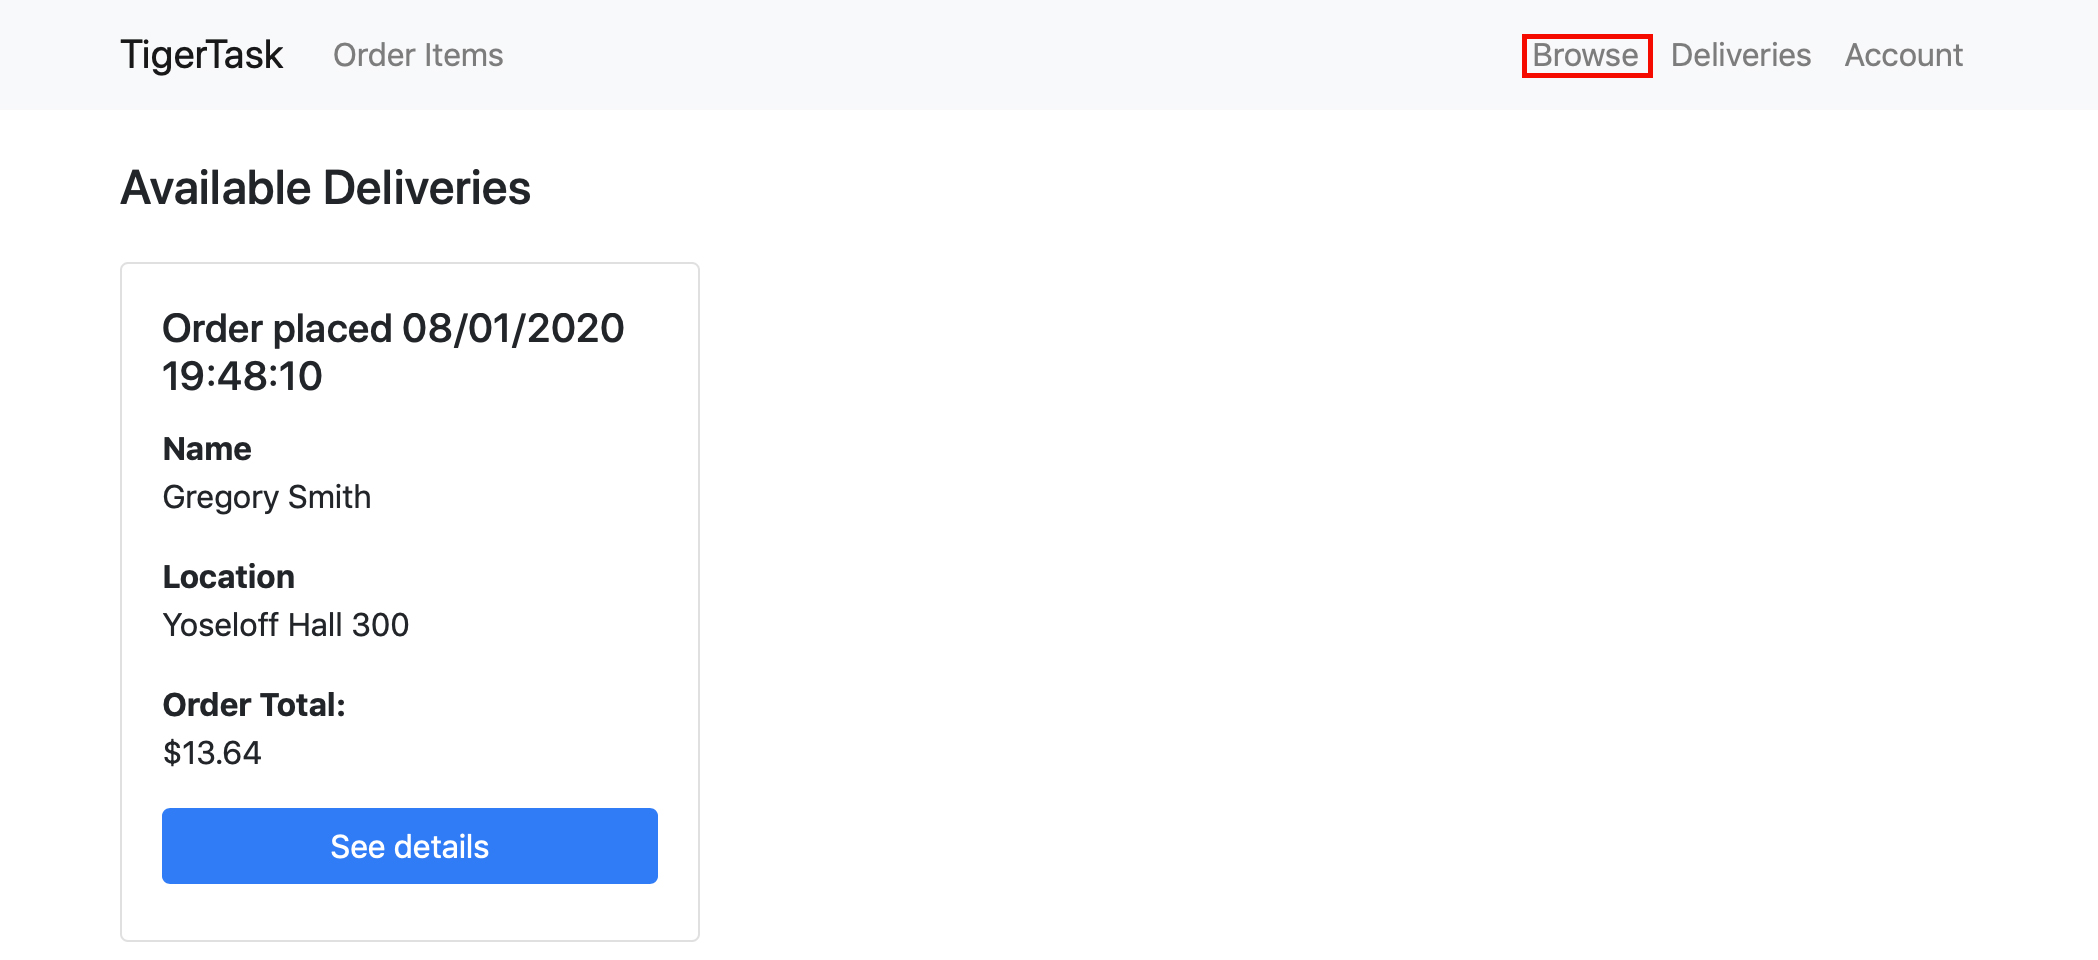 TigerTask Order Items Browse Deliveries Account
Available Deliveries
Order placed 08/01/2020
19:48:10
Name
Gregory Smith
Location
Yoseloff Hall 300
Order Total:
$13.64
See details